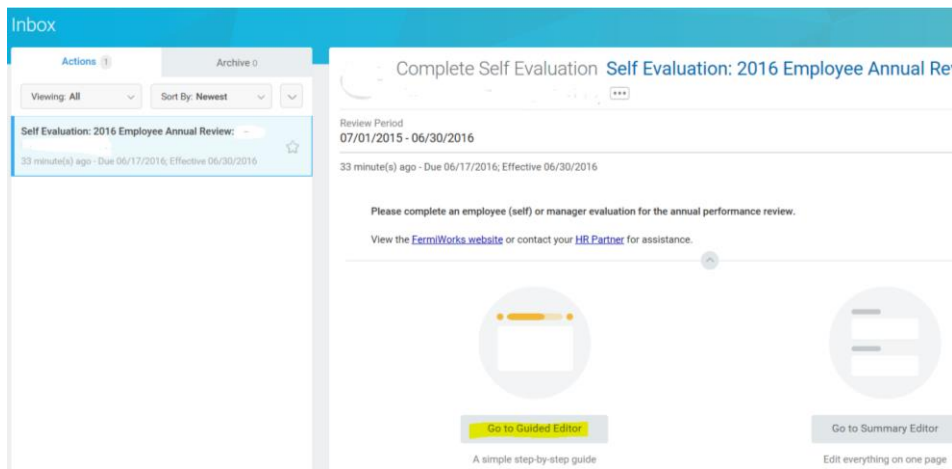 Inbox
Actions 1
Archive 0
Viewing: All
Sort By: Newest
Self Evaluation: 2016 Employee Annual Review:
33 minute(s) ago - Due 06/17/2016; Effective 06/30/2016
Complete Self Evaluation Self Evaluation: 2016 Employee Annual Re
Review Period
07/01/2015 - 06/30/2016
33 minute(s) ago - Due 06/17/2016; Effective 06/30/2016
Please complete an employee (self) or manager evaluation for the annual performance review.
View the FermiWorks website or contact your HR Partner for assistance.
Go to Guided Editor
A simple step-by-step guide
Go to Summary Editor
Edit everything on one page